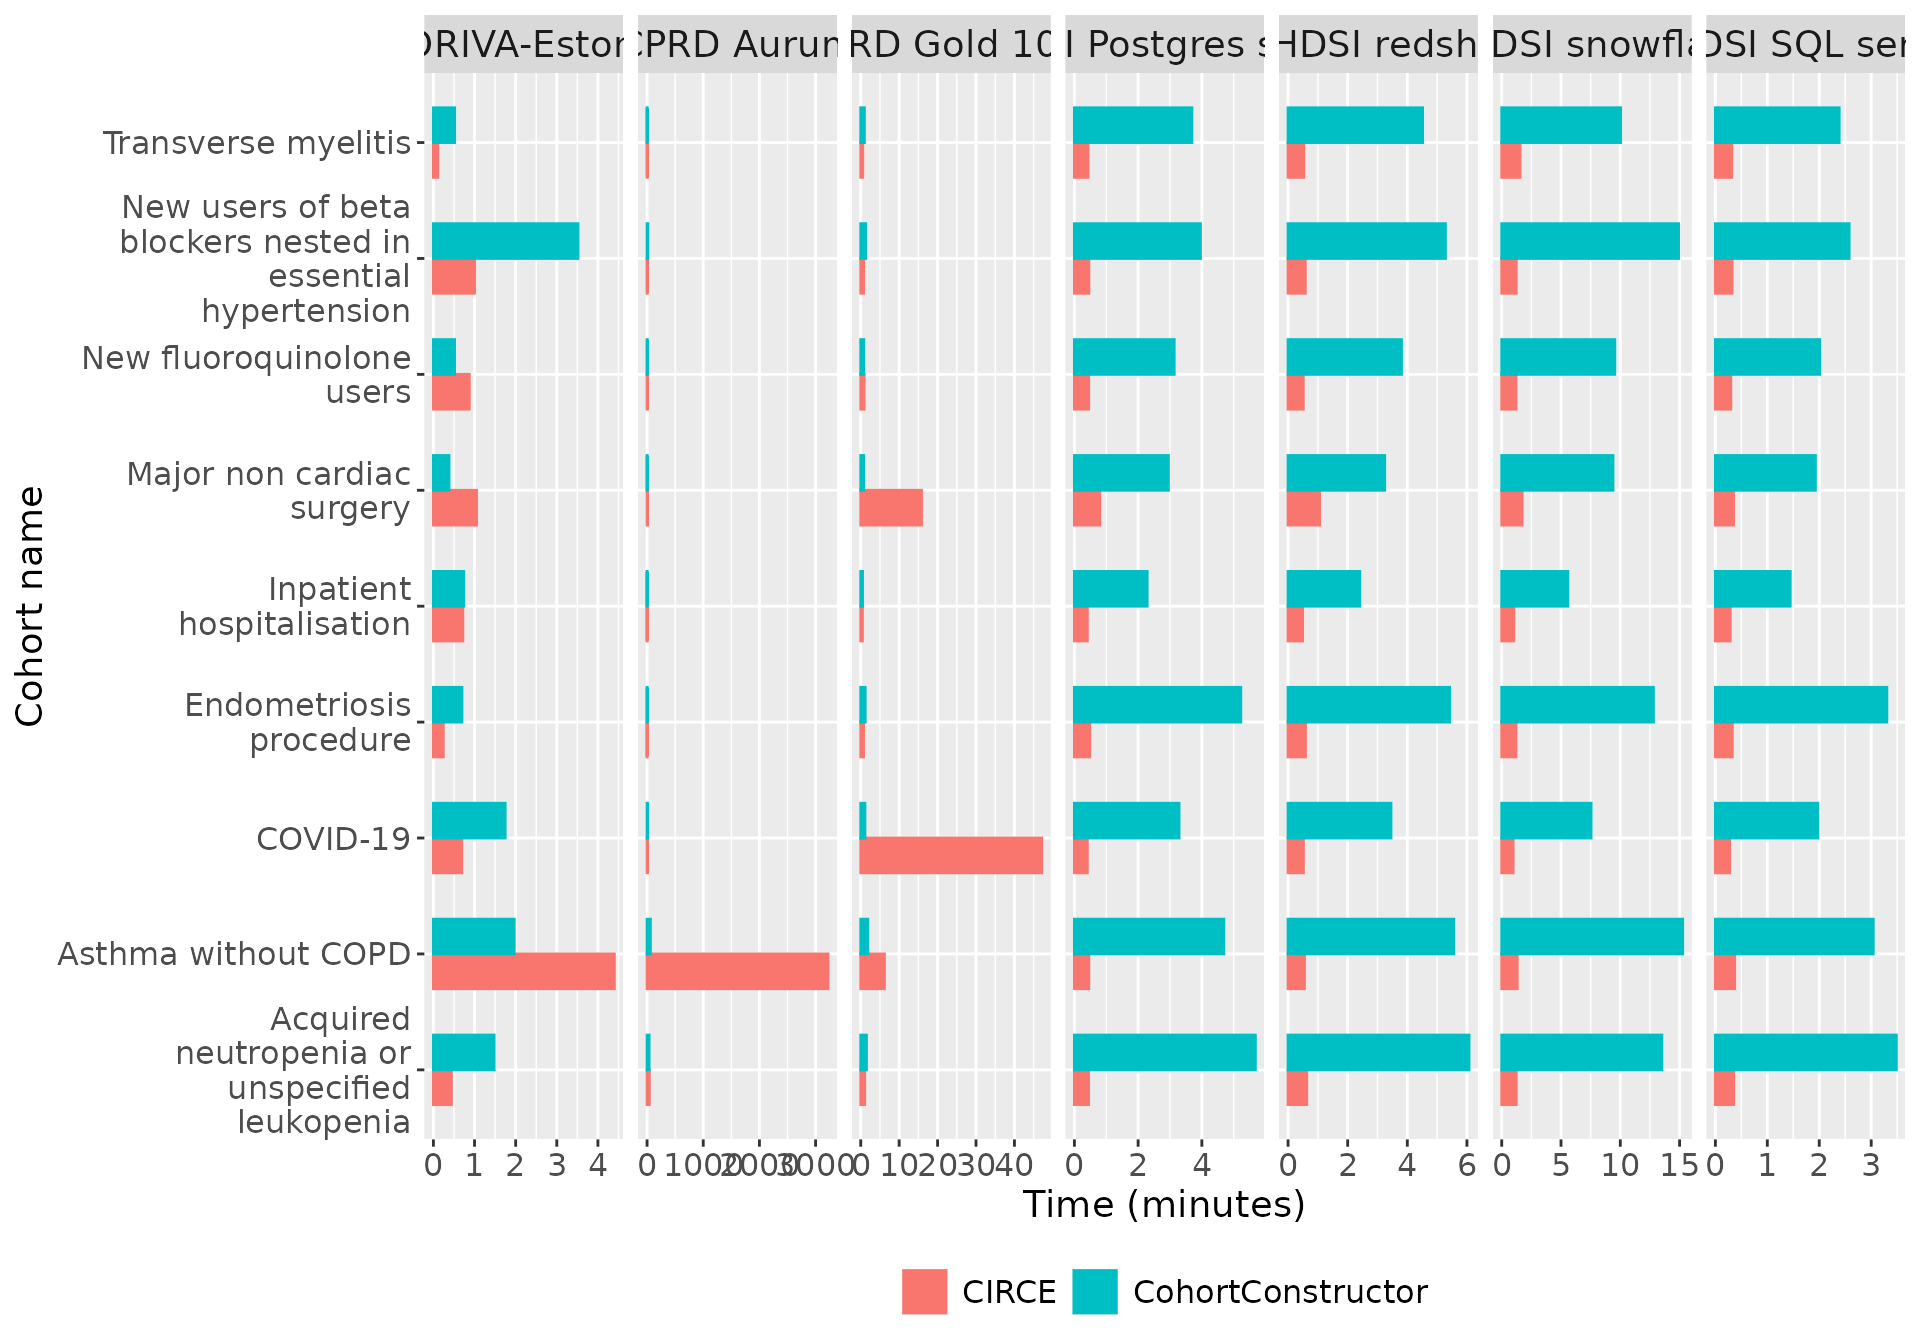 ORIVA-Eston
CPRD Aurum
RD Gold 10
I Postgres s
HDSI redsh
DSI snowfla
DSI SQL ser
Transverse myelitis
New users of beta
blockers nested in
essential
hypertension
New fluoroquinolone
users
Major non cardiac
surgery
Inpatient
hospitalisation
Endometriosis
procedure
COVID-19
Asthma without COPD
Acquired
neutropenia or
unspecified
leukopenia
Cohort name
0 1 2 3 4
0 1000 2000 3000
0 10 20 30 40
0 2 4
0 2 4 6
0 5 10 15
0 1 2 3
Time (minutes)
CIRCE
CohortConstructor